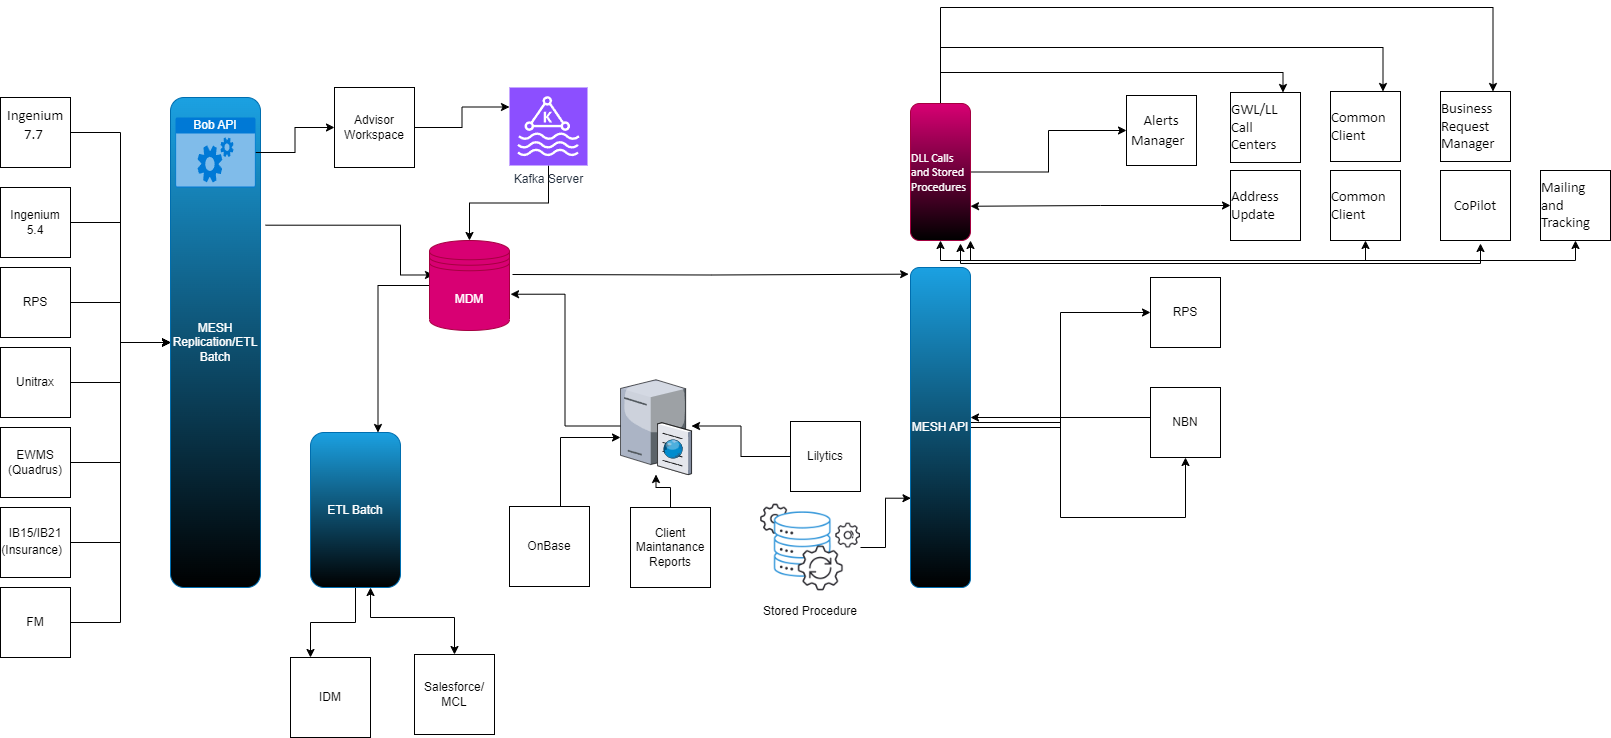 Ingenium
7.7
Ingenium
5.4
RPS
Unitrax
EWMS
(Quadrus)
IB15/IB21
(Insurance)
FM
Bob API
MESH
Replication/ETL
Batch
Advisor
Workspace
K
Kafka Server
MDM
ETL Batch
IDM
Salesforce/
MCL
OnBase
Client
Maintanance
Reports
Lilytics
Stored Procedure
DLL Calls
and Stored
Procedures
MESH API
Alerts
Manager
GWL/LL
Call
Centers
Common
Client
Business
Request
Manager
Address
Update
Common
Client
CoPilot
Mailing
and
Tracking
RPS
NBN